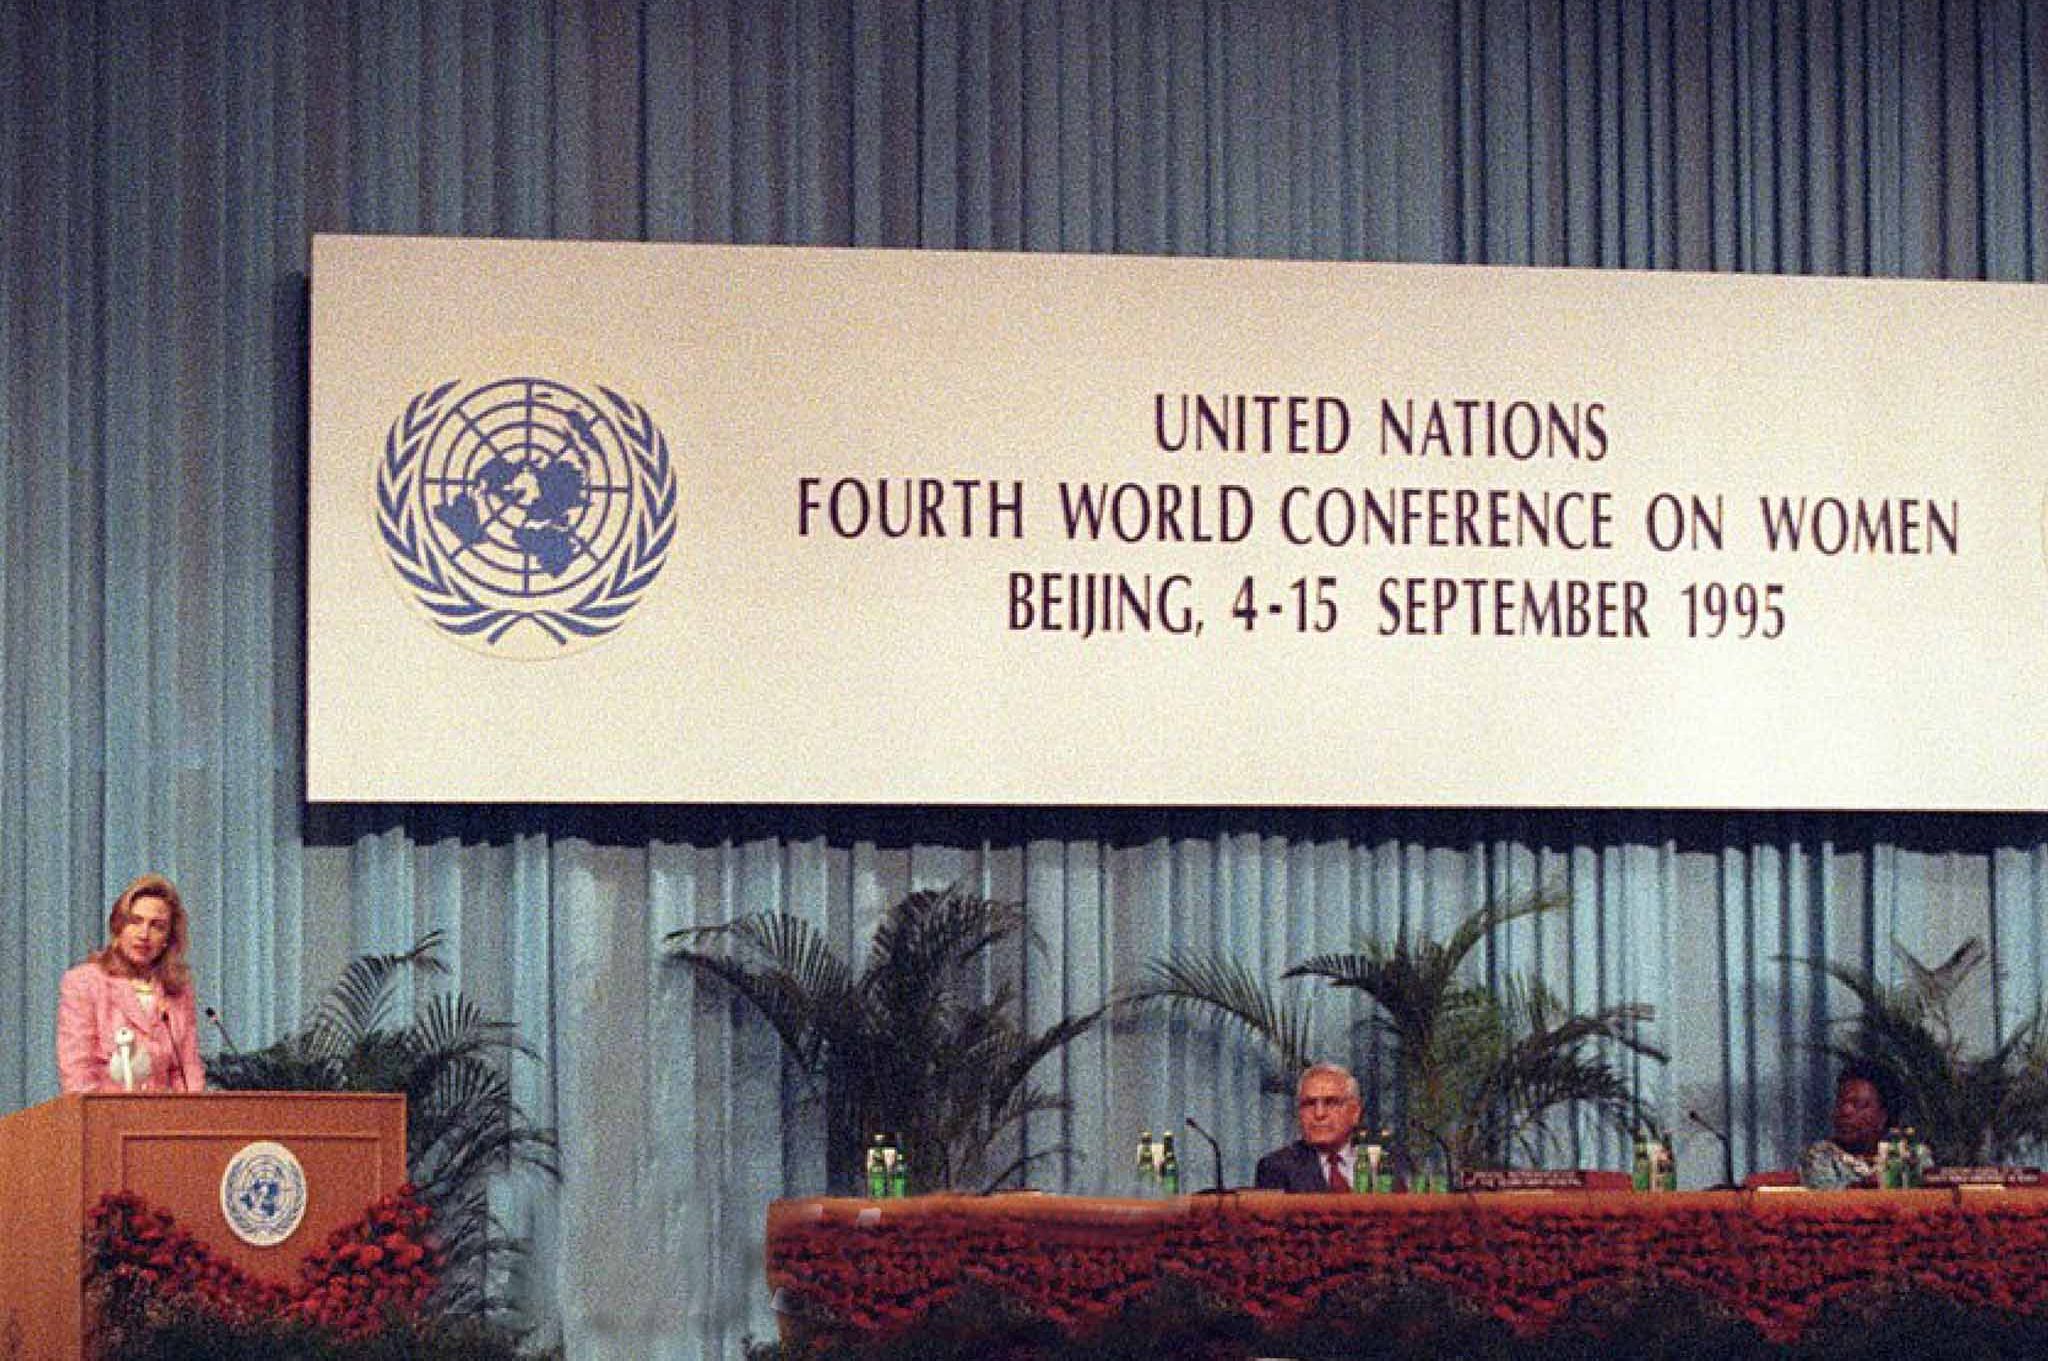 UNITED NATIONS
FOURTH WORLD CONFERENCE ON WOMEN
BEIJING, 4-15 SEPTEMBER 1995